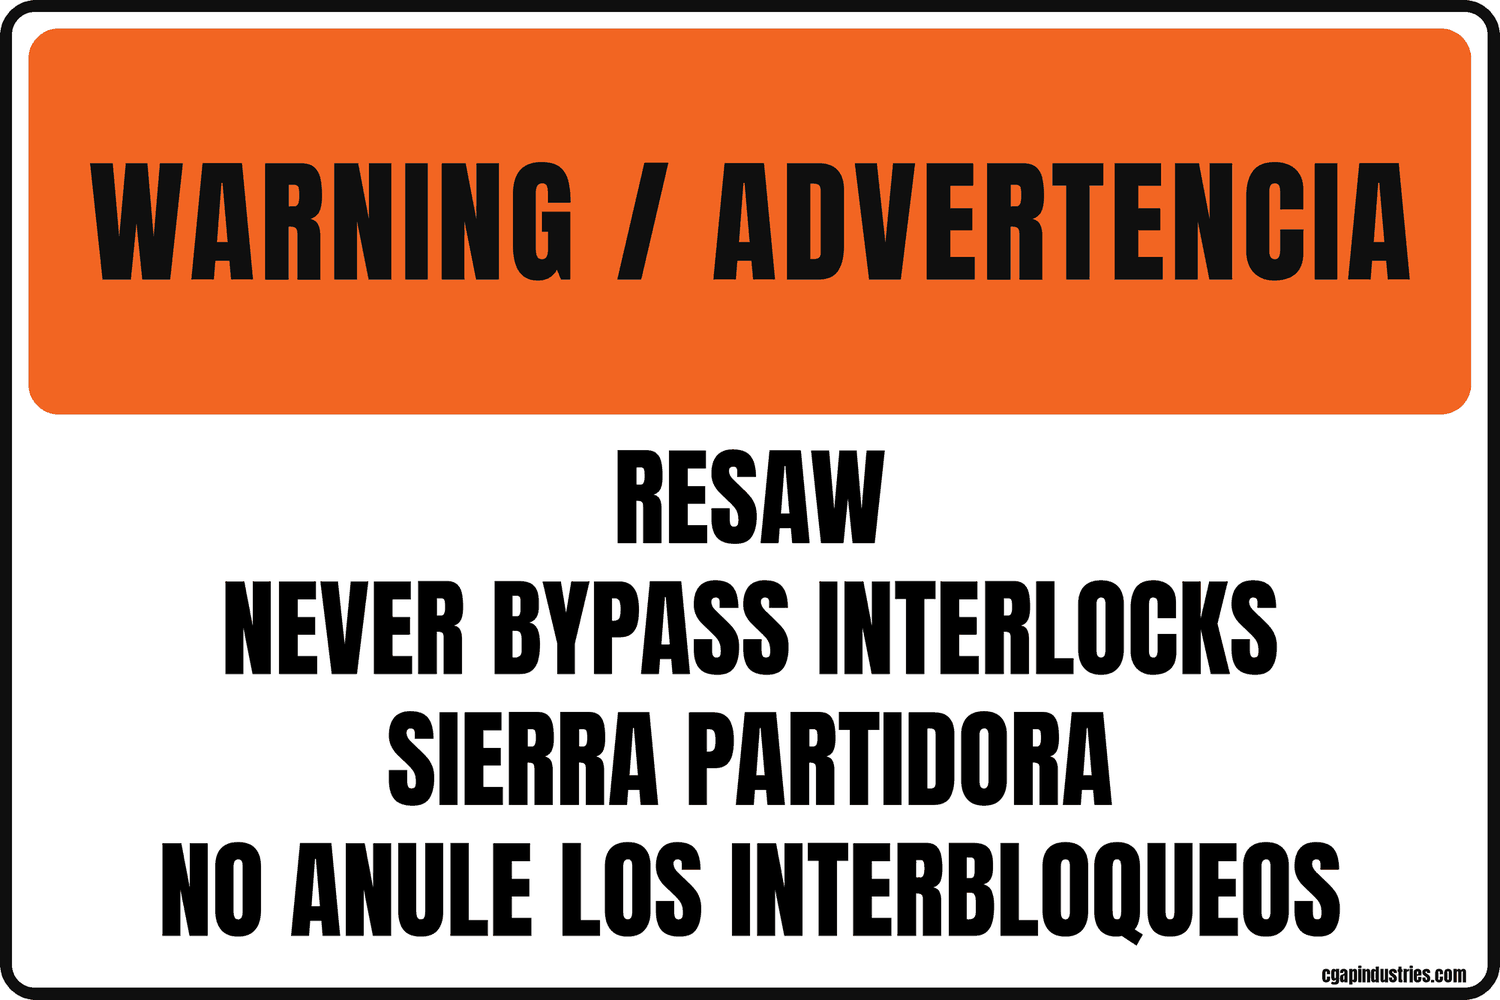 WARNING / ADVERTENCIA
RESAW
NEVER BYPASS INTERLOCKS
SIERRA PARTIDORA
NO ANULE LOS INTERBLOQUEOS
cgapindustries.com